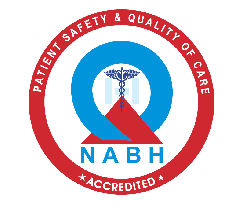 PATIENT SAFETY & QUALITY OF CARE
NABH
ACCREDITED